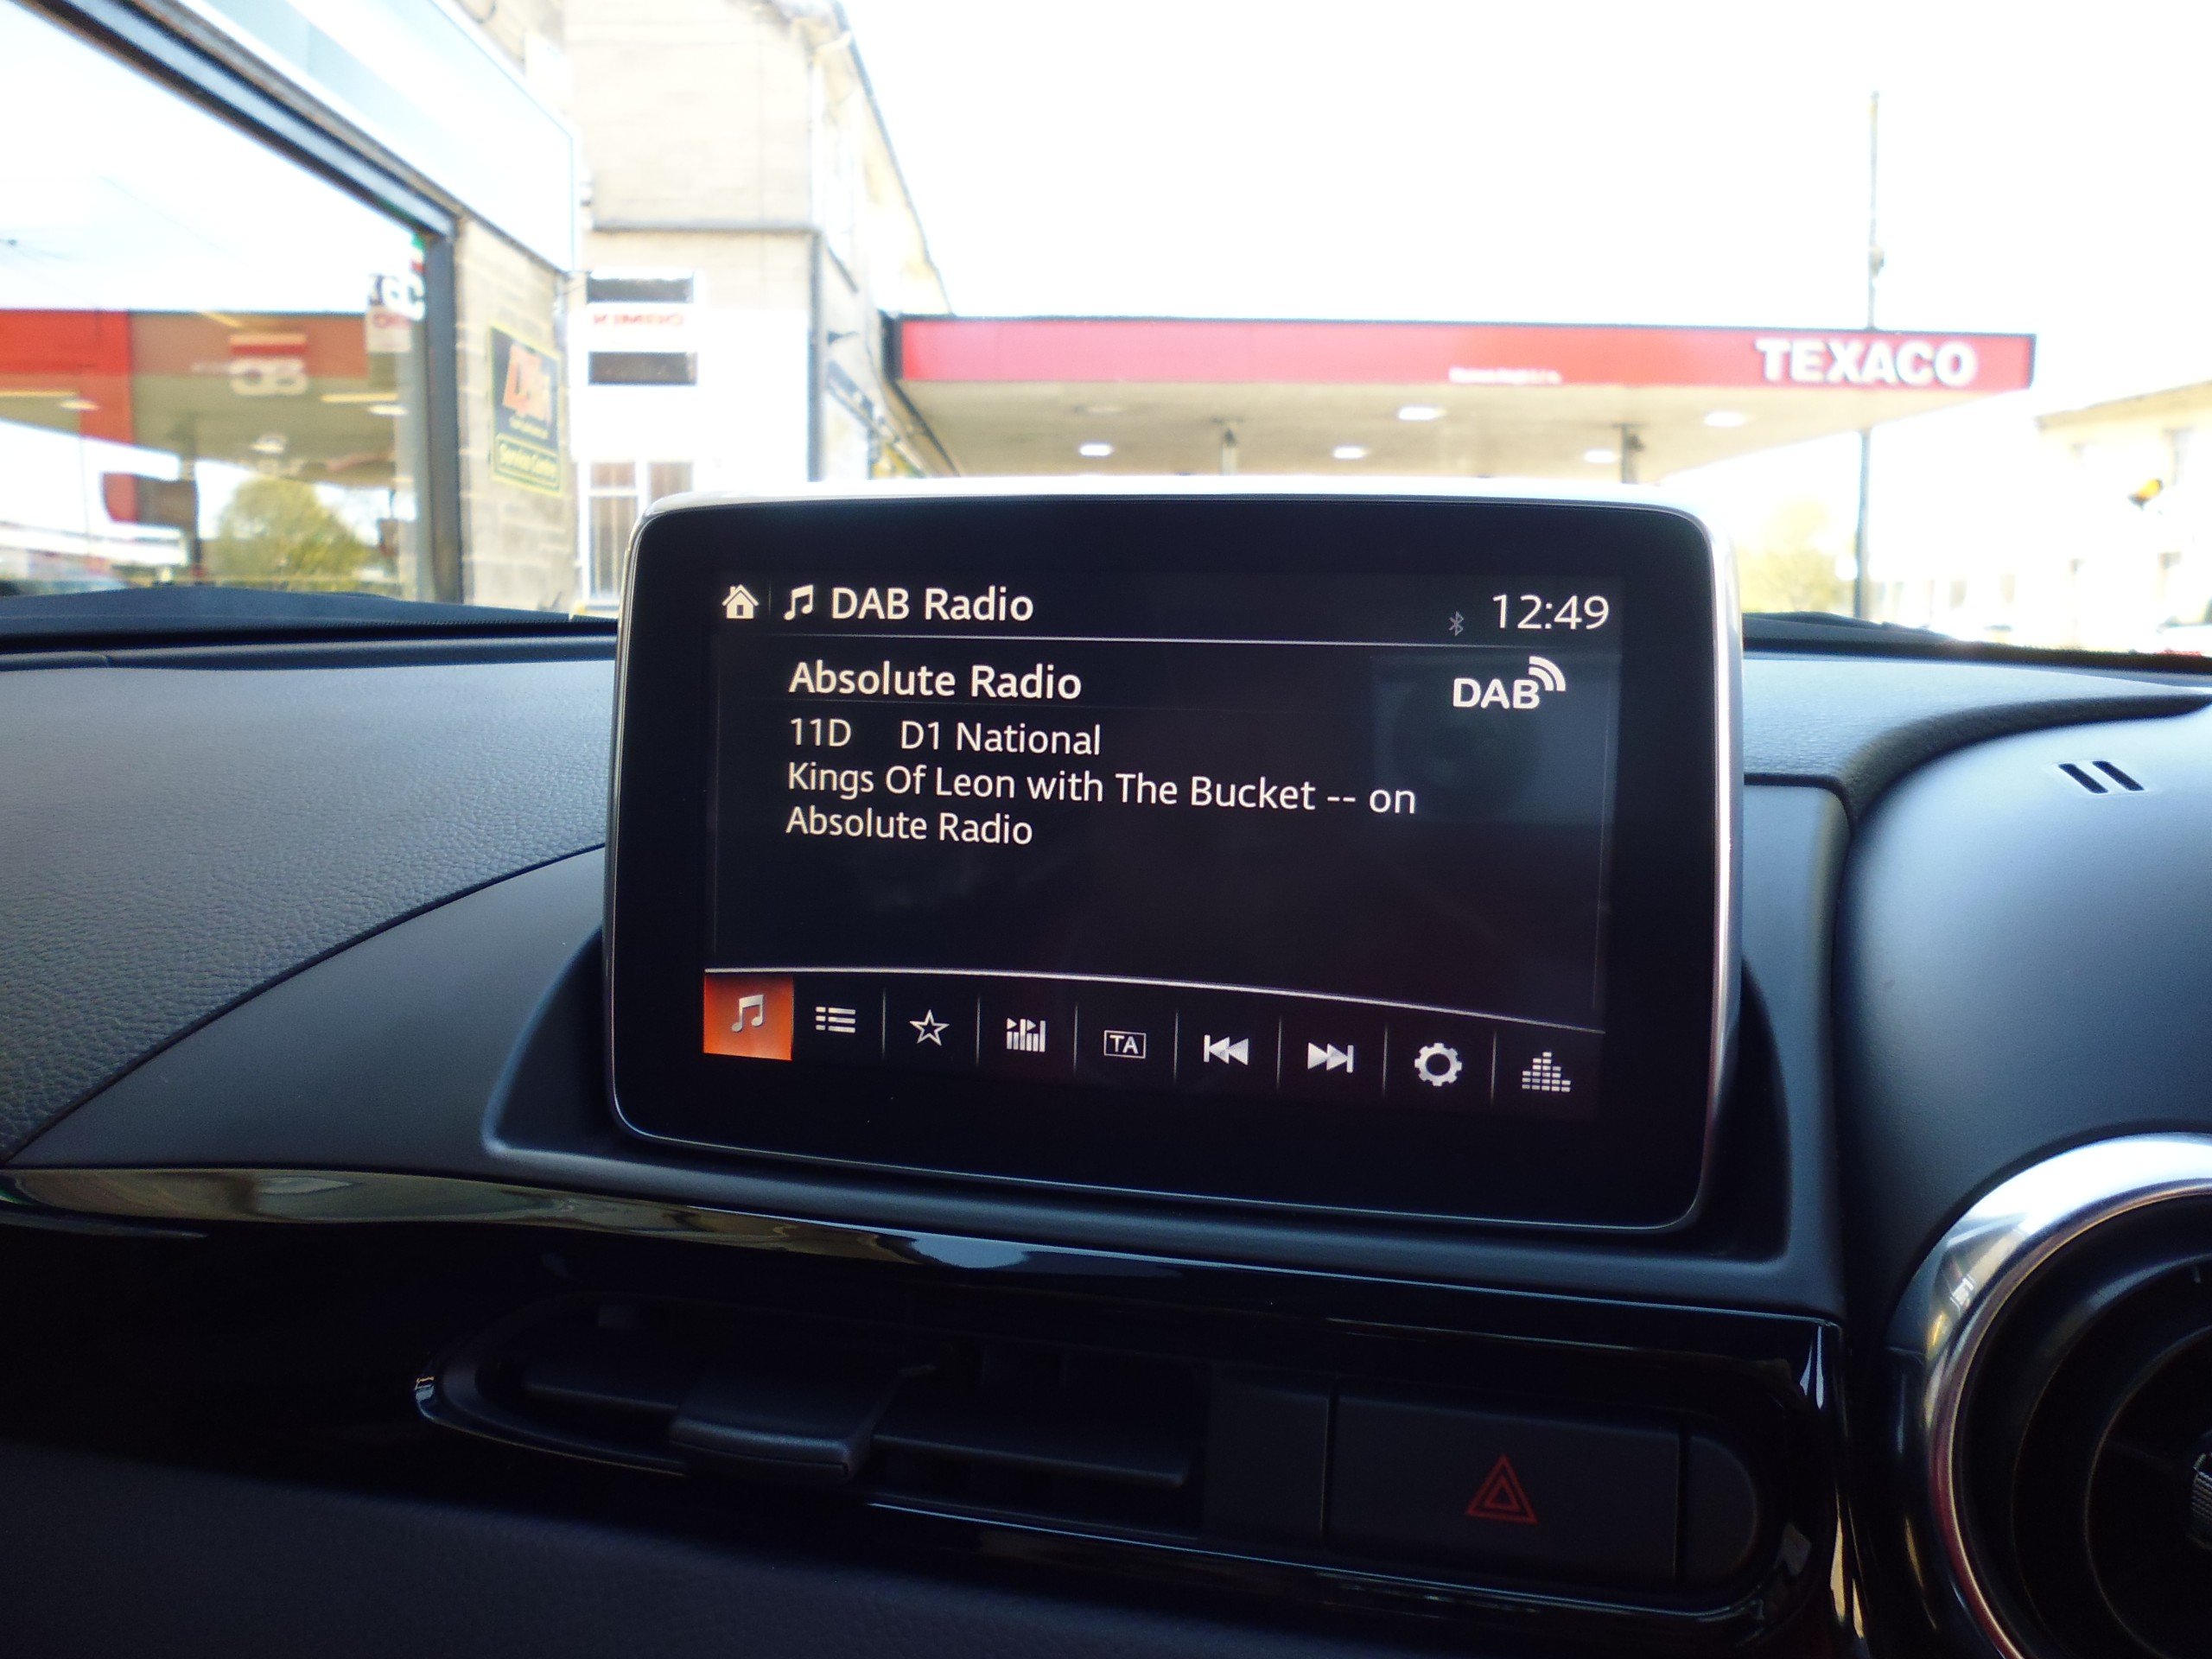 TEXACO
DAB Radio
12:49
Absolute Radio
DAB
11D D1 National
Kings Of Leon with The Bucket -- on
Absolute Radio
TA